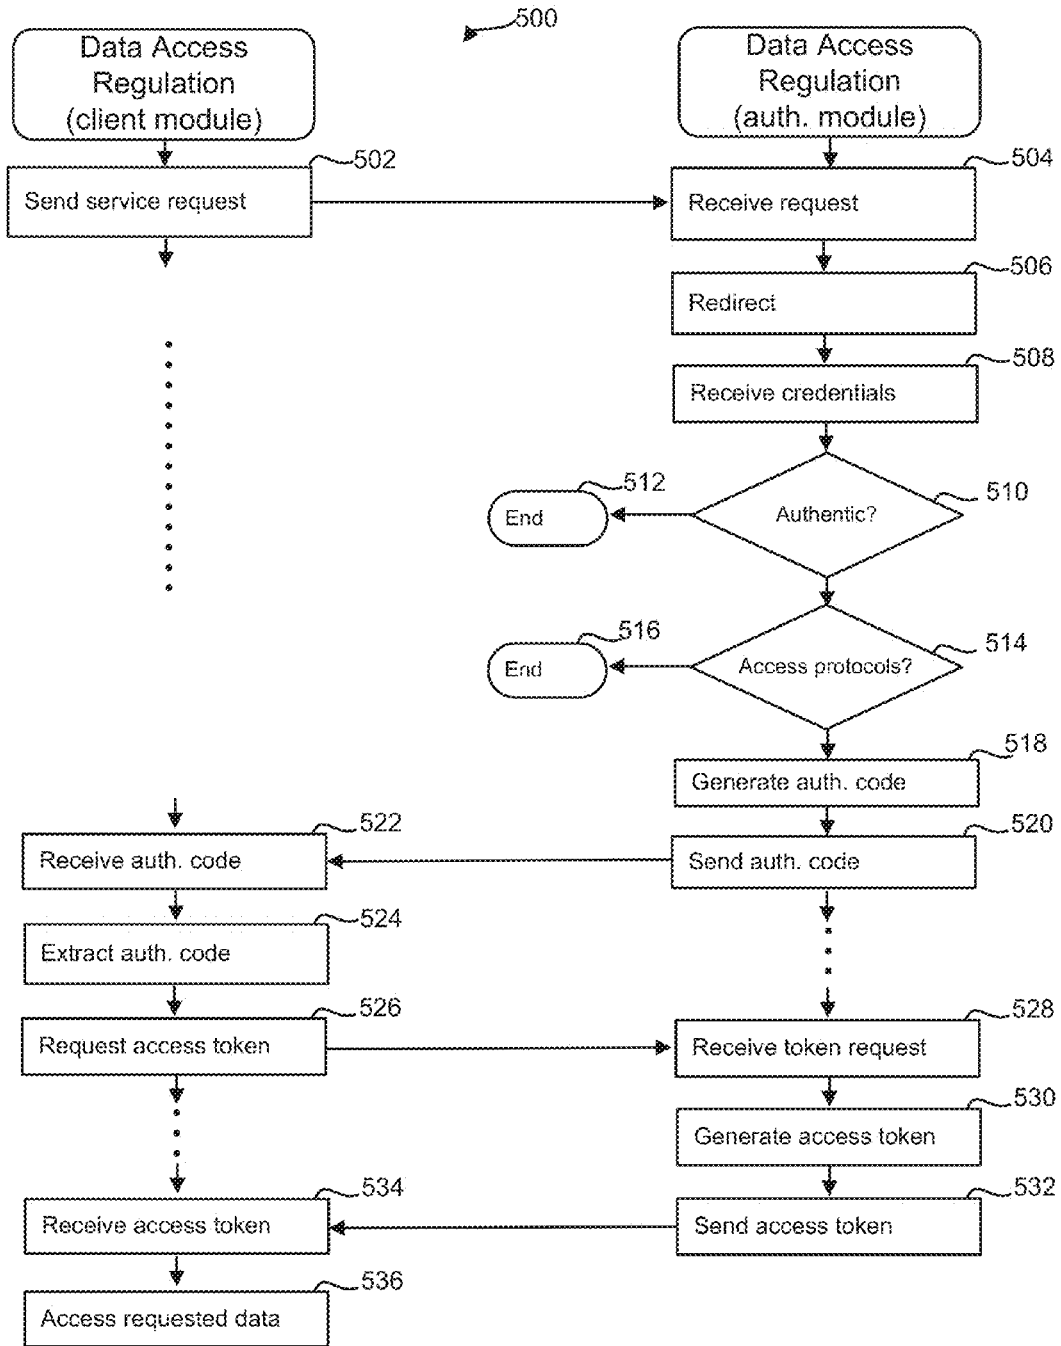 500
Data Access
Regulation
(client module)
Data Access
Regulation
(auth. module)
502
Send service request
504
Receive request
506
Redirect
508
Receive credentials
510
Authentic?
512
End
514
Access protocols?
516
End
518
Generate auth. code
520
Send auth. code
522
Receive auth. code
524
Extract auth. code
526
Request access token
528
Receive token request
530
Generate access token
532
Send access token
534
Receive access token
536
Access requested data